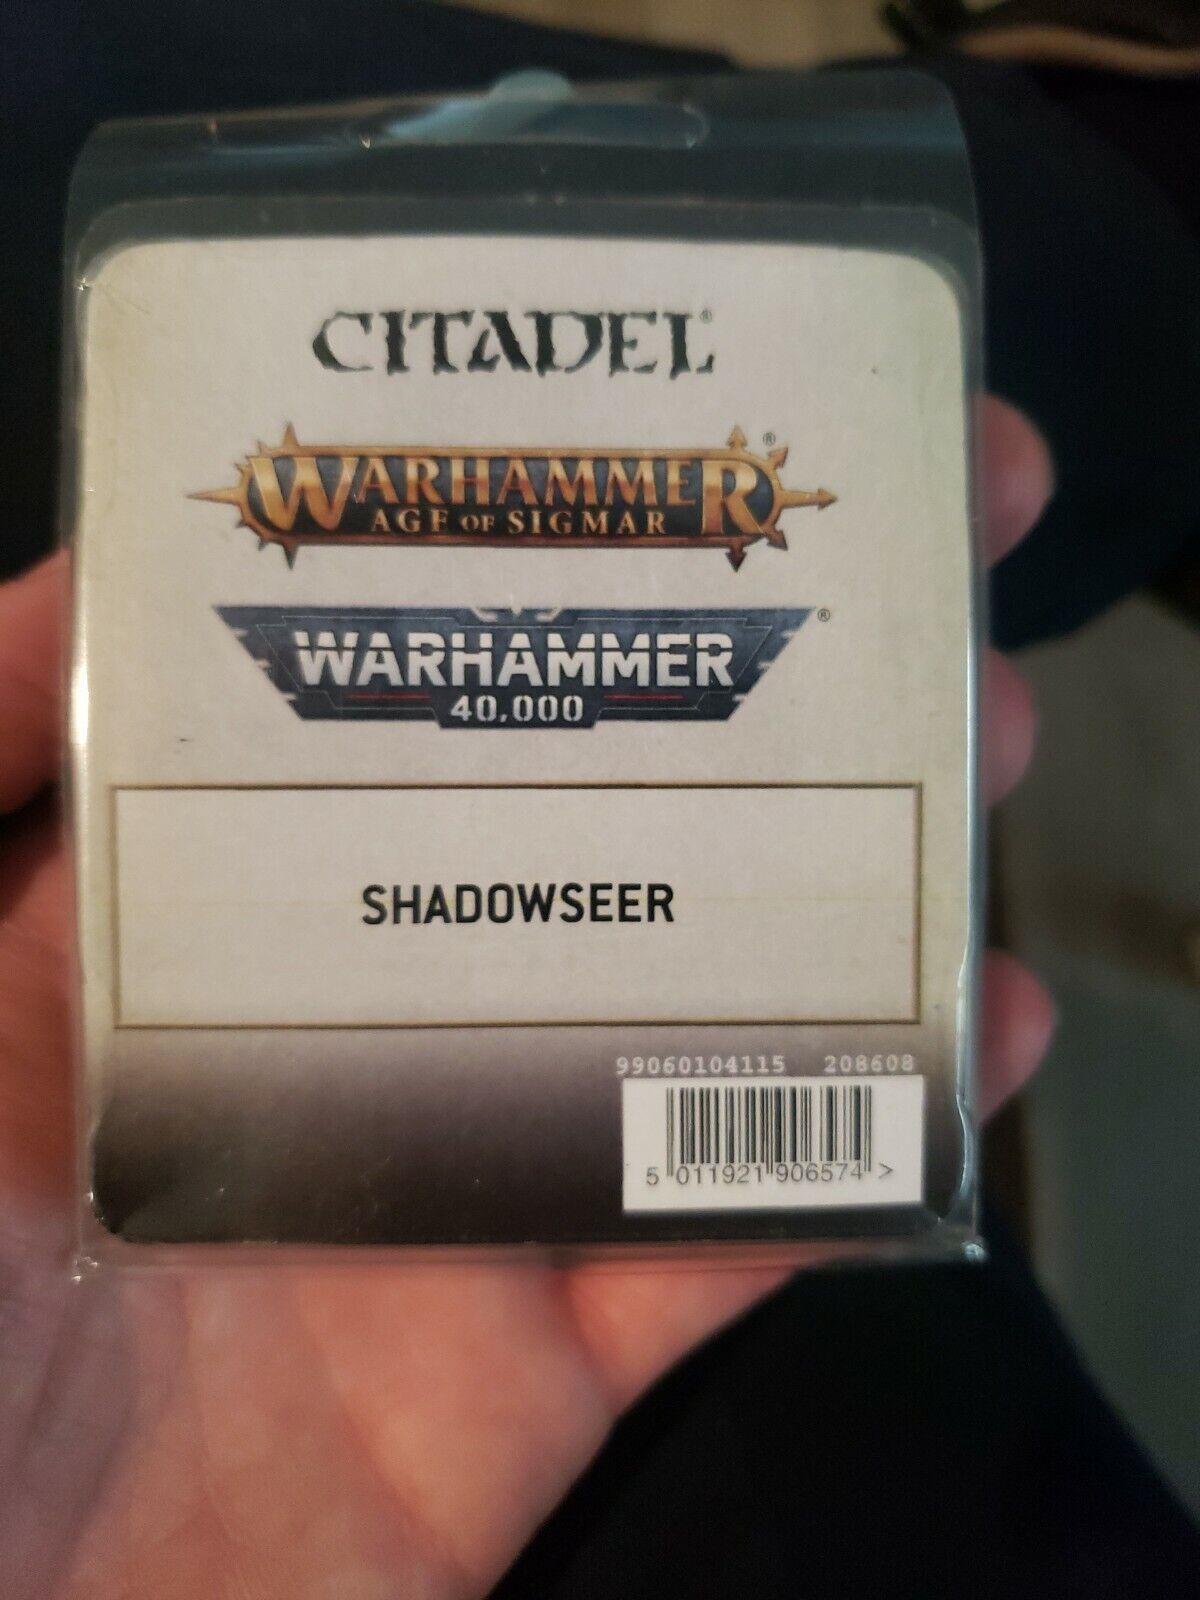 CITADEL®
WARHAMMER®
AGE OF SIGMAR
WARHAMMER®
40,000
SHADOWSEER
99060104115 208608
5 011921 906574 >